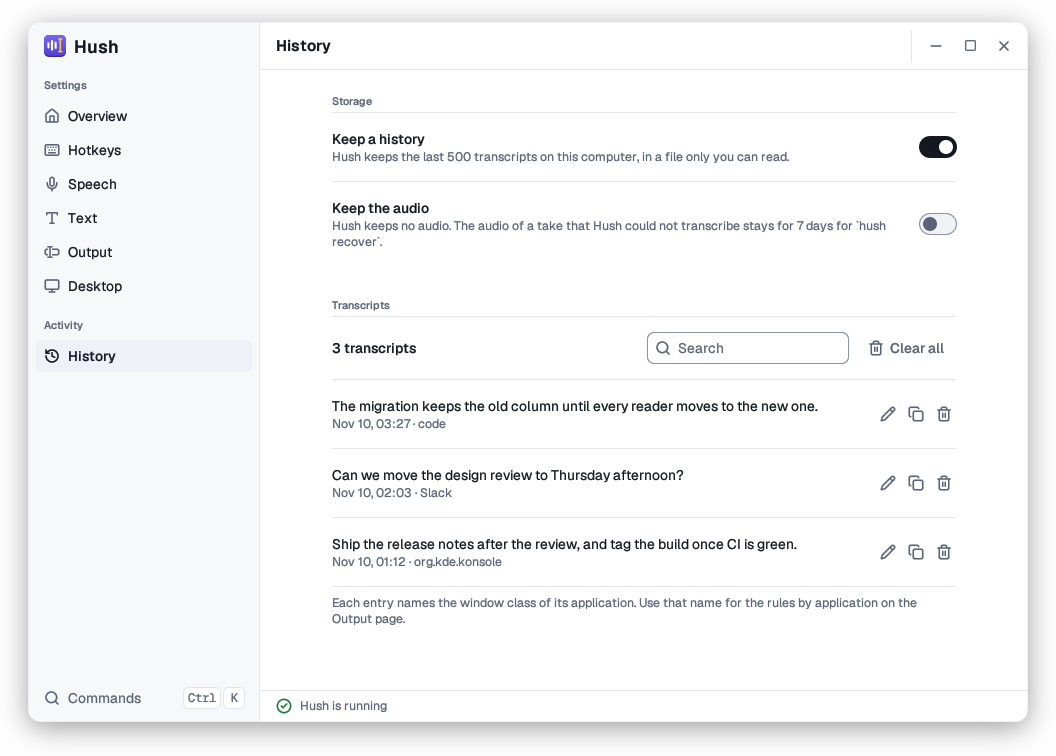 Hush
Settings
Overview
Hotkeys
Speech
Text
Output
Desktop
Activity
History
Commands
Ctrl K
History
Storage
Keep a history
Hush keeps the last 500 transcripts on this computer, in a file only you can read.
Keep the audio
Hush keeps no audio. The audio of a take that Hush could not transcribe stays for 7 days for `hush
recover`.
Transcripts
3 transcripts
Search
Clear all
The migration keeps the old column until every reader moves to the new one.
Nov 10, 03:27 · code
Can we move the design review to Thursday afternoon?
Nov 10, 02:03 · Slack
Ship the release notes after the review, and tag the build once CI is green.
Nov 10, 01:12 · org.kde.konsole
Each entry names the window class of its application. Use that name for the rules by application on the
Output page.
Hush is running